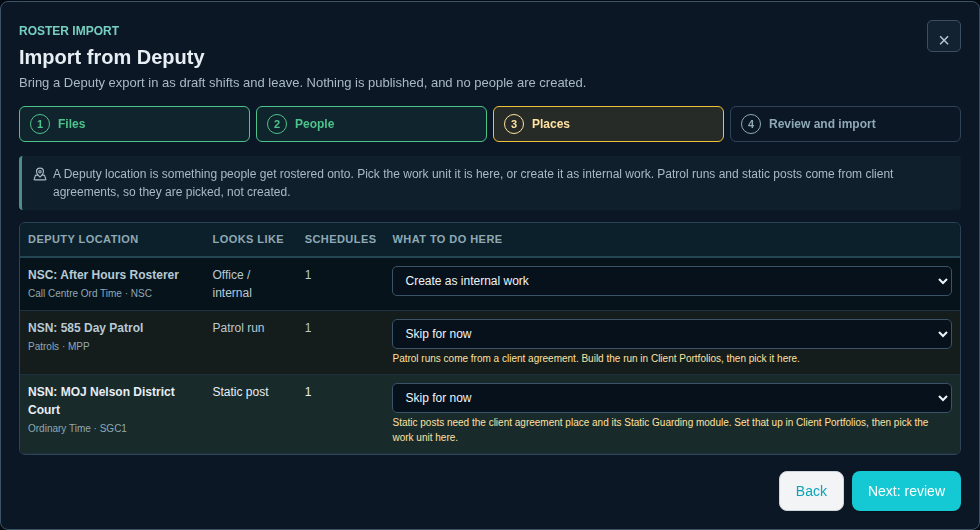 ROSTER IMPORT
Import from Deputy
Bring a Deputy export in as draft shifts and leave. Nothing is published, and no people are created.
×
1 Files
2 People
3 Places
4 Review and import
A Deputy location is something people get rostered onto. Pick the work unit it is here, or create it as internal work. Patrol runs and static posts come from client
agreements, so they are picked, not created.
DEPUTY LOCATION LOOKS LIKE SCHEDULES WHAT TO DO HERE
NSC: After Hours Rosterer Office / 1 Create as internal work
Call Centre Ord Time · NSC internal
NSN: 585 Day Patrol Patrol run 1 Skip for now
Patrols · MPP
Patrol runs come from a client agreement. Build the run in Client Portfolios, then pick it here.
NSN: MOJ Nelson District Static post 1 Skip for now
Court
Ordinary Time · SGC1
Static posts need the client agreement place and its Static Guarding module. Set that up in Client Portfolios, then pick the
work unit here.
Back
Next: review